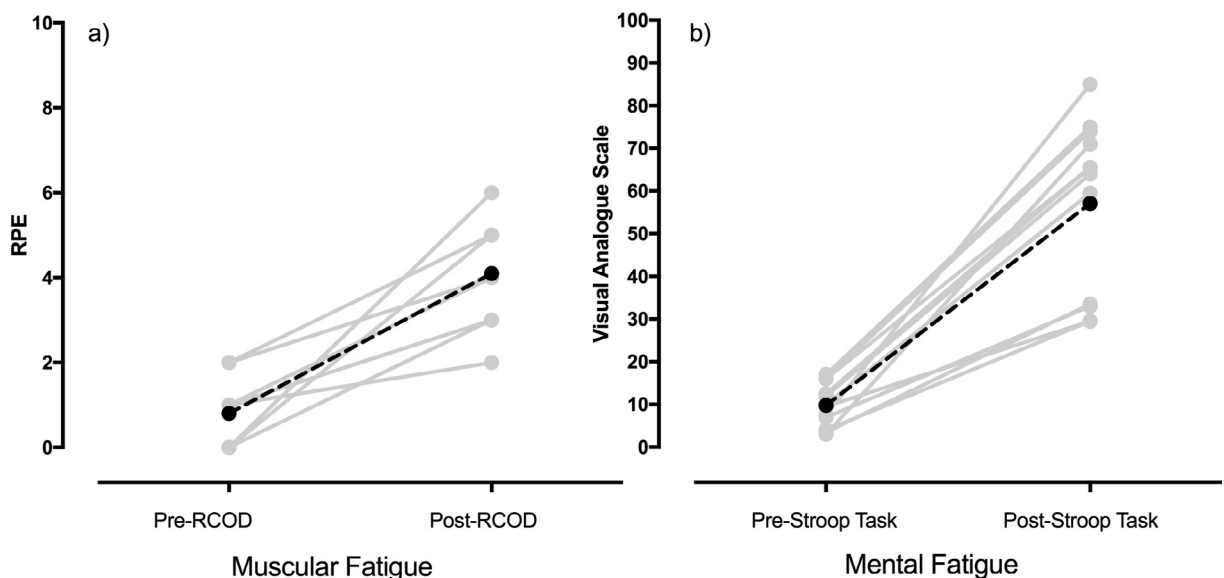 a)
10
8
6
4
2
0
RPE
Pre-RCOD
Post-RCOD
Muscular Fatigue
b)
100
90
80
70
60
50
40
30
20
10
0
Visual Analogue Scale
Pre-Stroop Task
Post-Stroop Task
Mental Fatigue